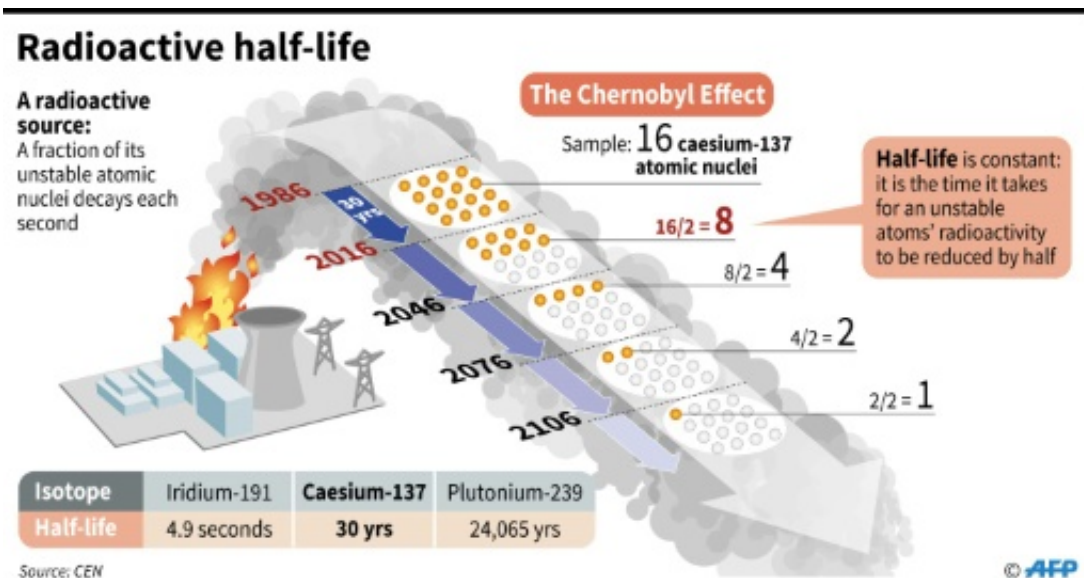 Radioactive half-life
A radioactive
source:
A fraction of its
unstable atomic
nuclei decays each
second
The Chernobyl Effect
Sample: 16 caesium-137
atomic nuclei
1986
30
yrs
2016
16/2 = 8
Half-life is constant:
it is the time it takes
for an unstable
atoms' radioactivity
to be reduced by half
2046
8/2 = 4
2076
4/2 = 2
2106
2/2 = 1
Isotope Iridium-191 Caesium-137 Plutonium-239
Half-life 4.9 seconds 30 yrs 24,065 yrs
Source: CEN
© AFP